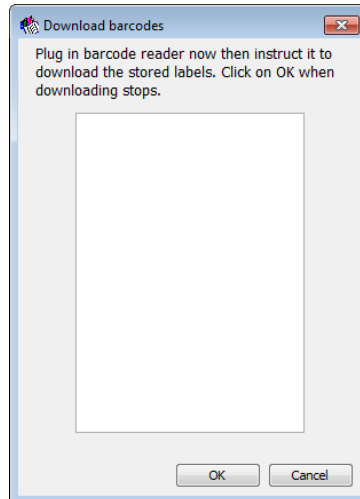 Download barcodes
Plug in barcode reader now then instruct it to
download the stored labels. Click on OK when
downloading stops.
OK
Cancel